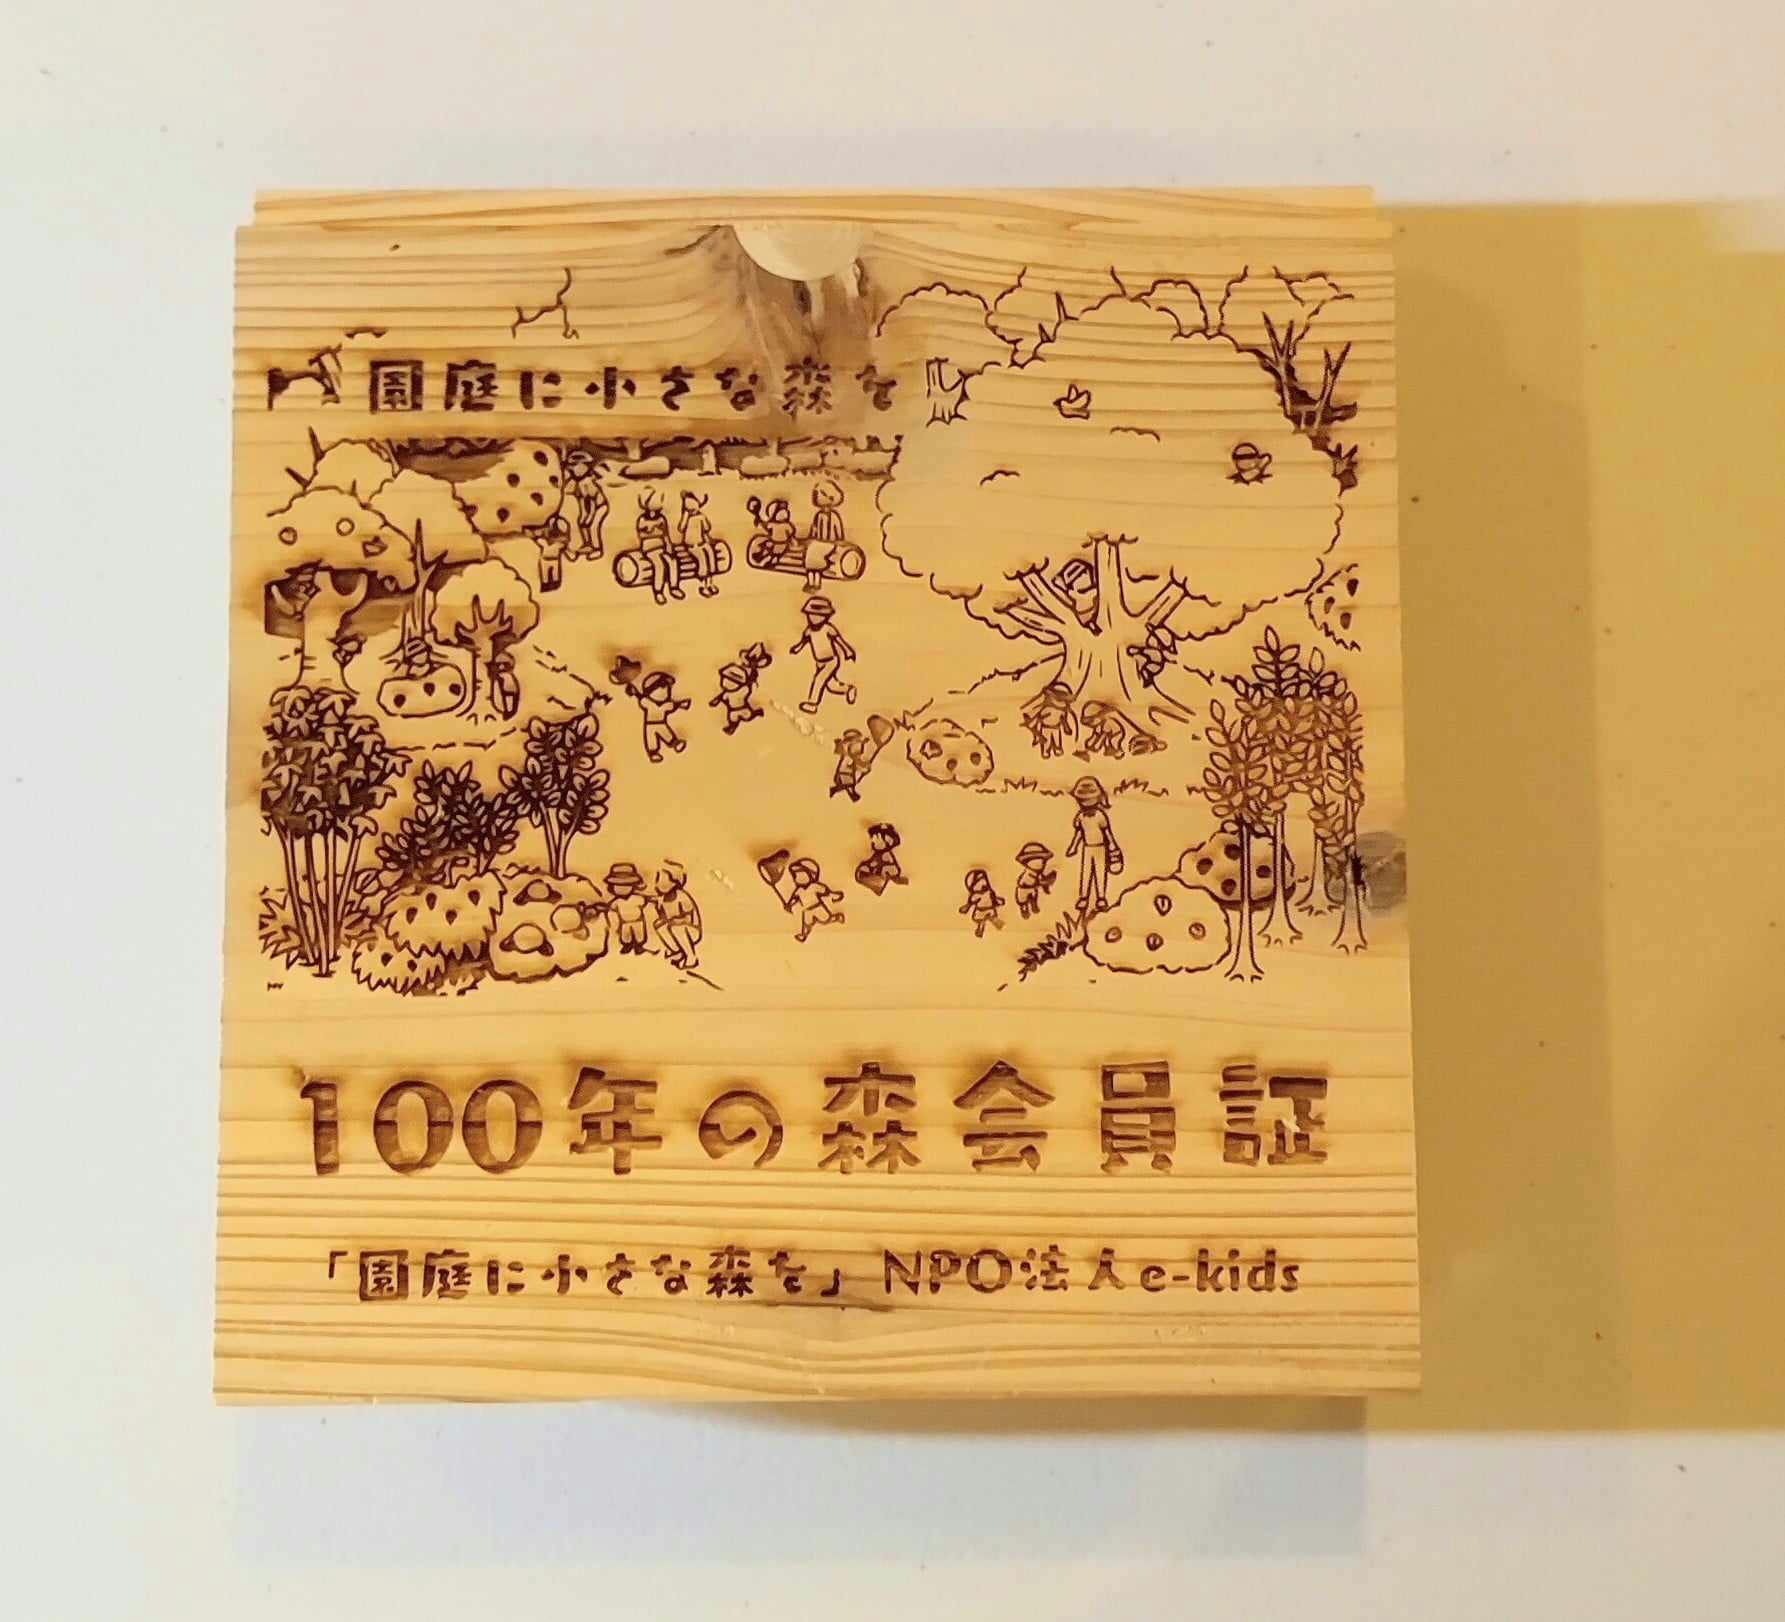 園庭に小さな森を
100年の森会員証
「園庭に小さな森を」 NPO法人e-kids